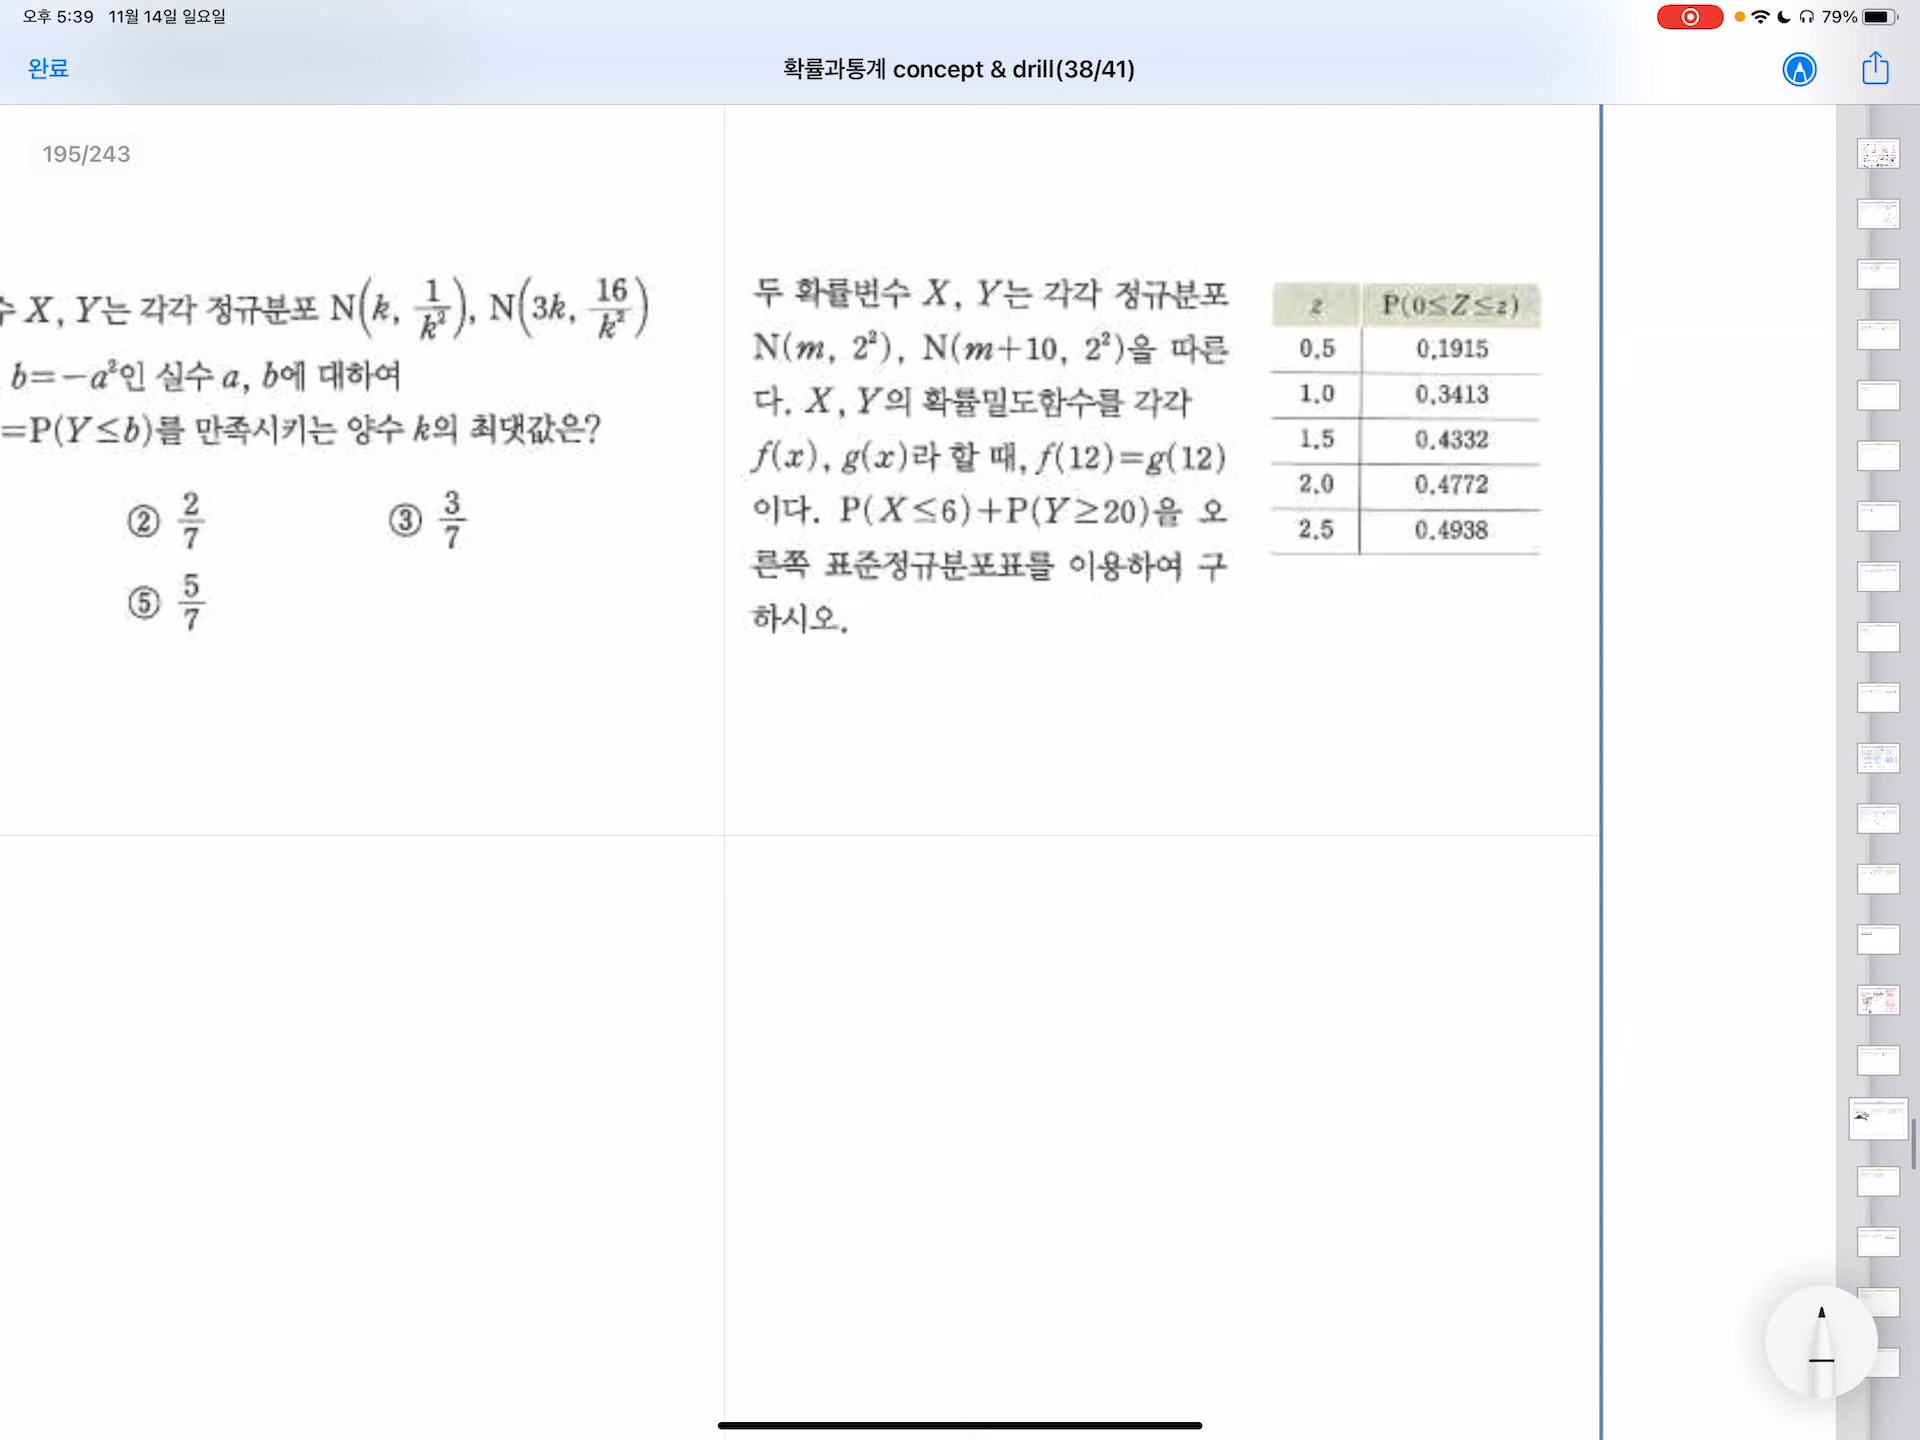 오후 5:39 11월 14일 일요일
79%
완료
확률과통계 concept & drill(38/41)
195/243
수 X, Y는 각각 정규분포 N(k, 1/k²), N(3k, 16/k²)
b=-a²인 실수 a, b에 대하여
=P(Y≤b)를 만족시키는 양수 k의 최댓값은?
② 2/7 ③ 3/7
⑤ 5/7
두 확률변수 X, Y는 각각 정규분포
N(m, 2²), N(m+10, 2²)을 따른
다. X, Y의 확률밀도함수를 각각
f(x), g(x)라 할 때, f(12)=g(12)
이다. P(X≤6)+P(Y≥20)을 오
른쪽 표준정규분포표를 이용하여 구
하시오.
z P(0≤Z≤z)
0.5 0.1915
1.0 0.3413
1.5 0.4332
2.0 0.4772
2.5 0.4938